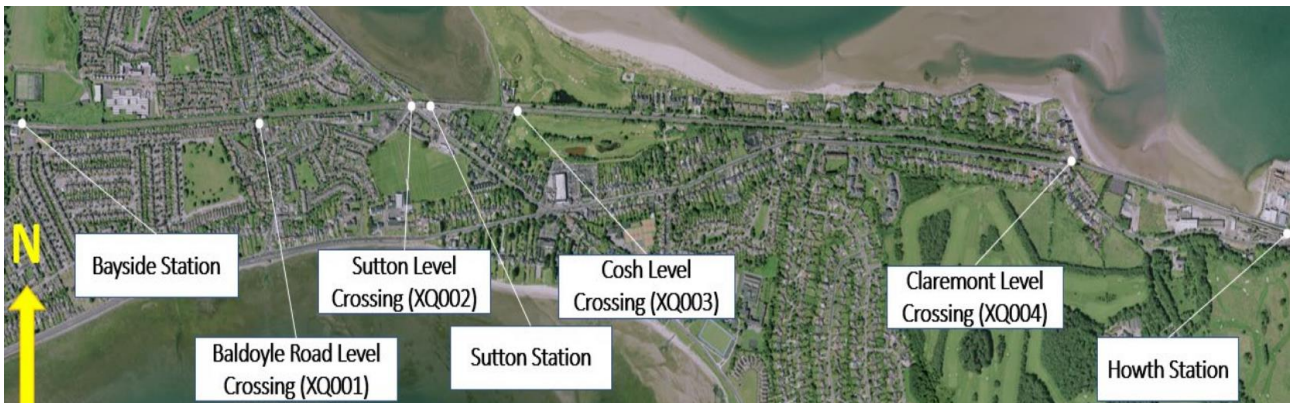 N
Bayside Station
Baldoyle Road Level
Crossing (XQ001)
Sutton Level
Crossing (XQ002)
Sutton Station
Cosh Level
Crossing (XQ003)
Claremont Level
Crossing (XQ004)
Howth Station